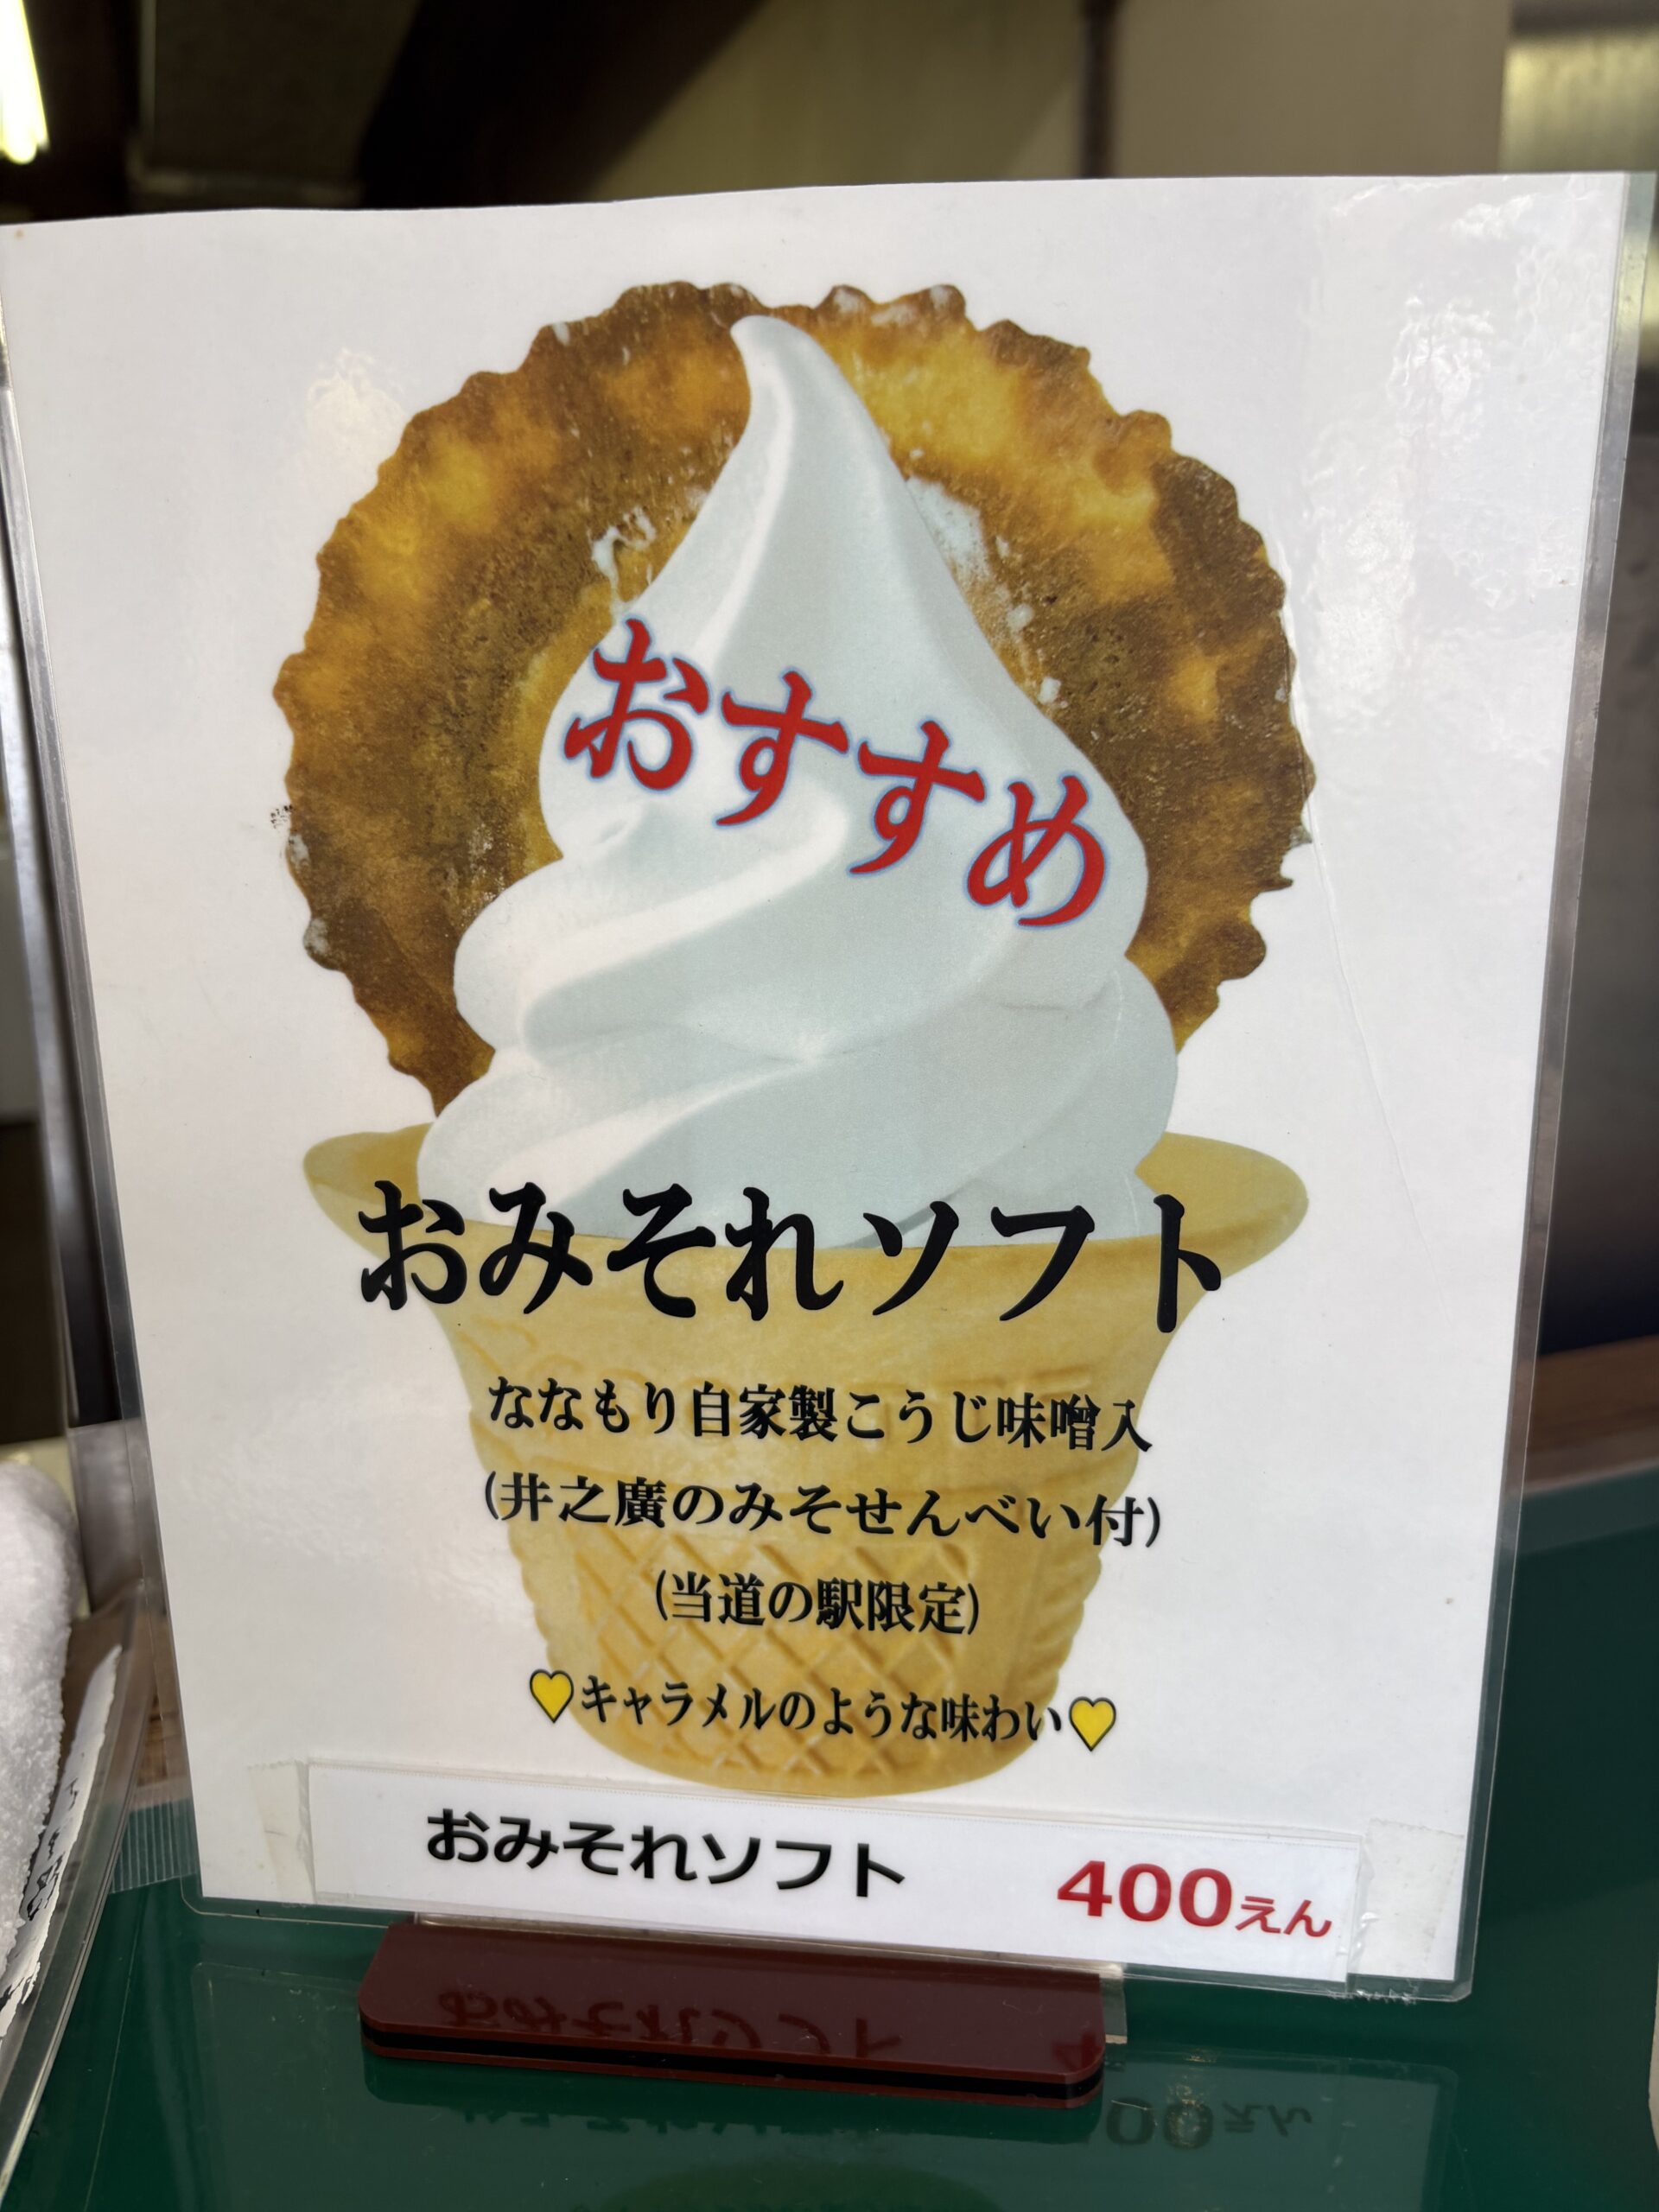 おすすめ
おみそれソフト
ななもり自家製こうじ味噌入
(井之廣のみそせんべい付)
(当道の駅限定)
💛キャラメルのような味わい💛
おみそれソフト 400えん